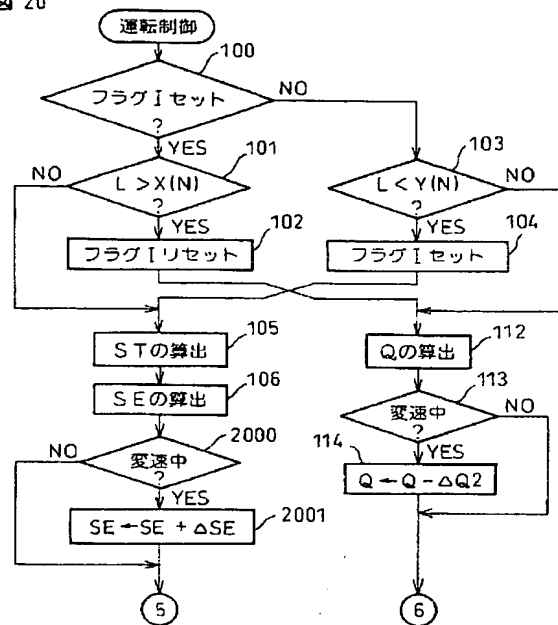 図 20
運転制御
100
フラグIセット
?
NO
YES
101
103
NO
L > X(N)
?
YES
L < Y(N)
?
NO
YES
102
104
フラグIリセット
フラグIセット
105
112
STの算出
Qの算出
106
113
SEの算出
変速中
?
NO
2000
114
YES
NO
変速中
?
Q ← Q - △Q2
YES
2001
SE ← SE + △SE
5
6